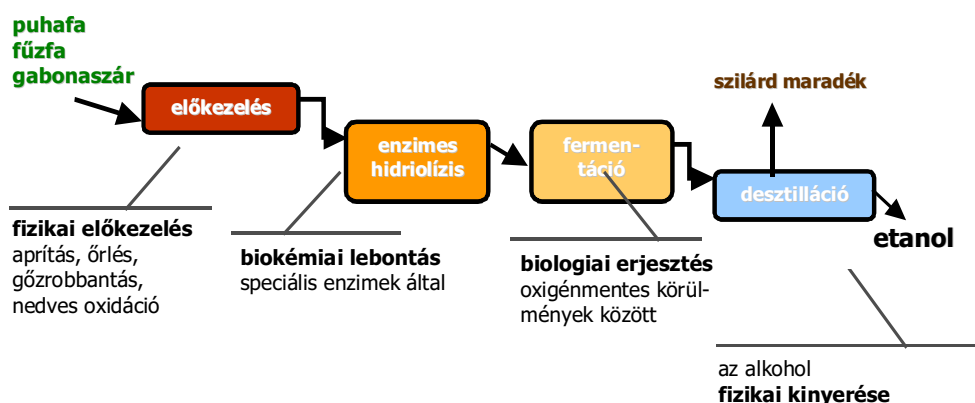 puhafa
fűzfa
gabonaszár
előkezelés
enzimes
hidriolízis
fermen-
táció
szilárd maradék
desztilláció
etanol
fizikai előkezelés
aprítás, őrlés,
gőzrobbantás,
nedves oxidáció
biokémiai lebontás
speciális enzimek által
biologiai erjesztés
oxigénmentes körül-
mények között
az alkohol
fizikai kinyerése